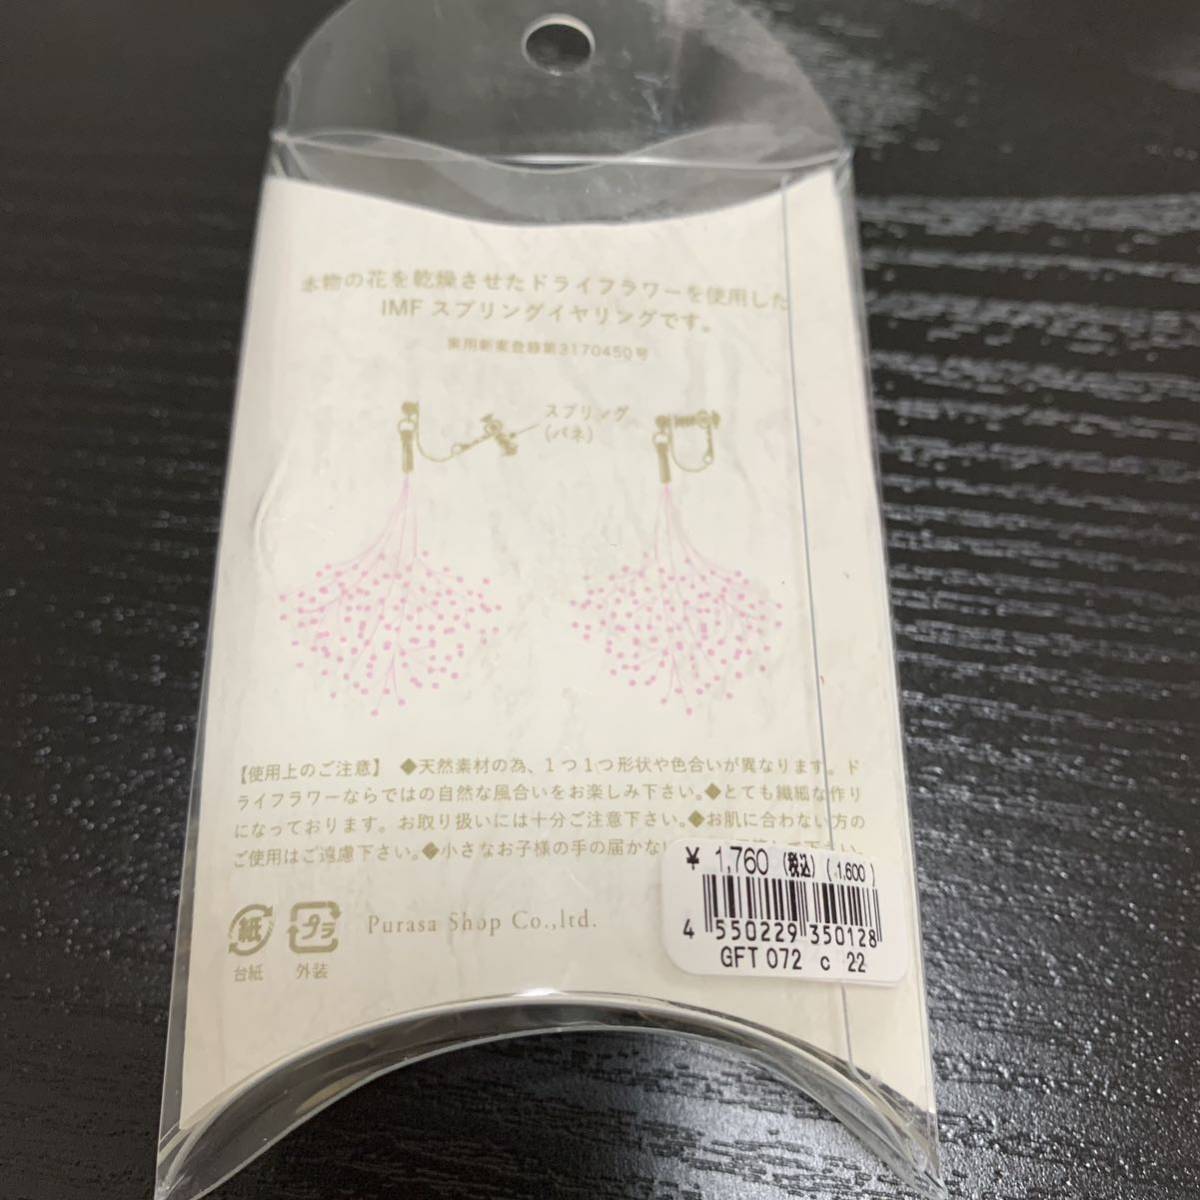 本物の花を乾燥させたドライフラワーを使用した
IMF スプリングイヤリングです。
実用新案登録第3170450号
スプリング
(バネ)
【使用上のご注意】 ◆天然素材の為、1つ1つ形状や色合いが異なります。ド
ライフラワーならではの自然な風合いをお楽しみ下さい。◆とても繊細な作り
になっております。お取り扱いには十分ご注意下さい。◆お肌に合わない方の
ご使用はご遠慮下さい。◆小さなお子様の手の届かない
¥ 1,760 (税込) (1,600)
4 550229 350128
GFT 072 c 22
紙
プラ
Purasa Shop Co.,ltd.
台紙
外装